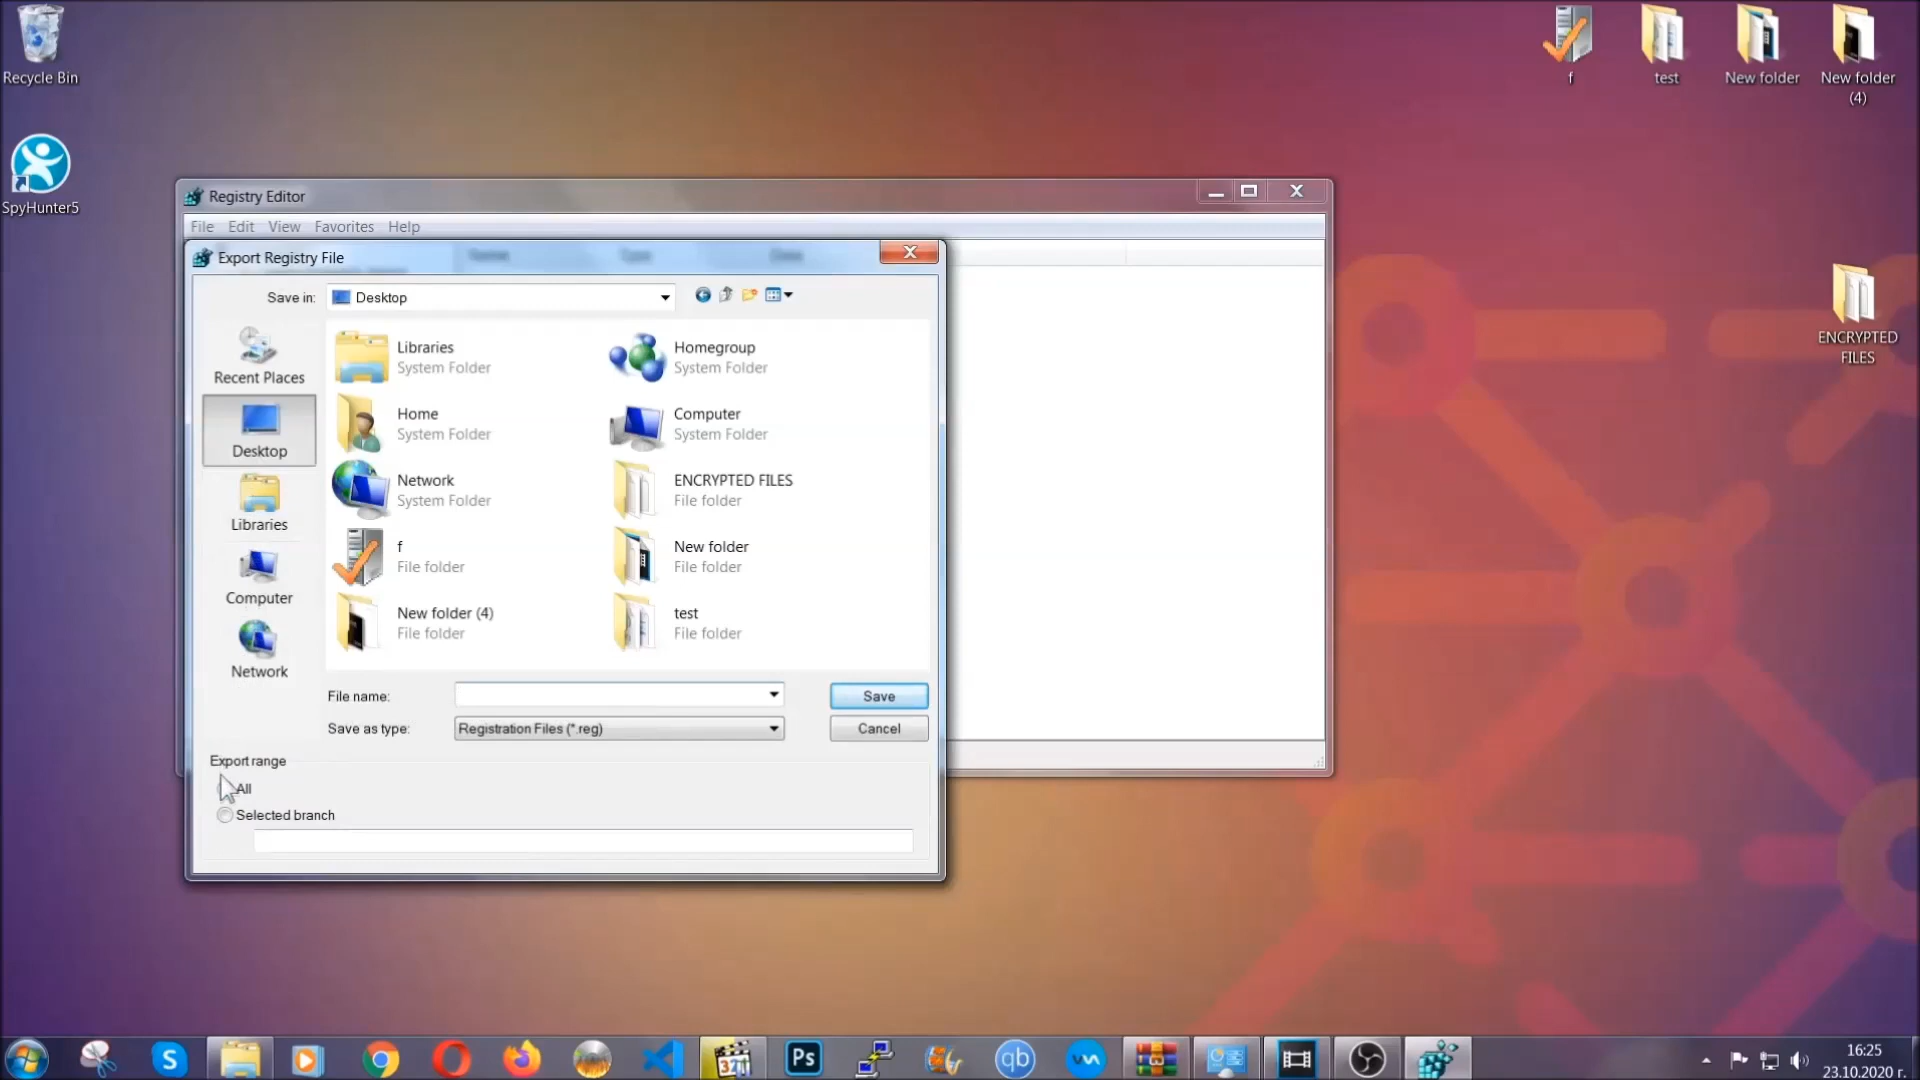 Recycle Bin
SpyHunter5
f
test
New folder
New folder
(4)
ENCRYPTED
FILES
Registry Editor
File Edit View Favorites Help
Export Registry File
Save in:
Desktop
Recent Places
Desktop
Libraries
Computer
Network
Libraries
System Folder
Homegroup
System Folder
Home
System Folder
Computer
System Folder
Network
System Folder
ENCRYPTED FILES
File folder
f
File folder
New folder
File folder
New folder (4)
File folder
test
File folder
File name:
Save
Save as type:
Registration Files (*.reg)
Cancel
Export range
All
Selected branch
S
321
Ps
qb
16:25
23.10.2020 г.